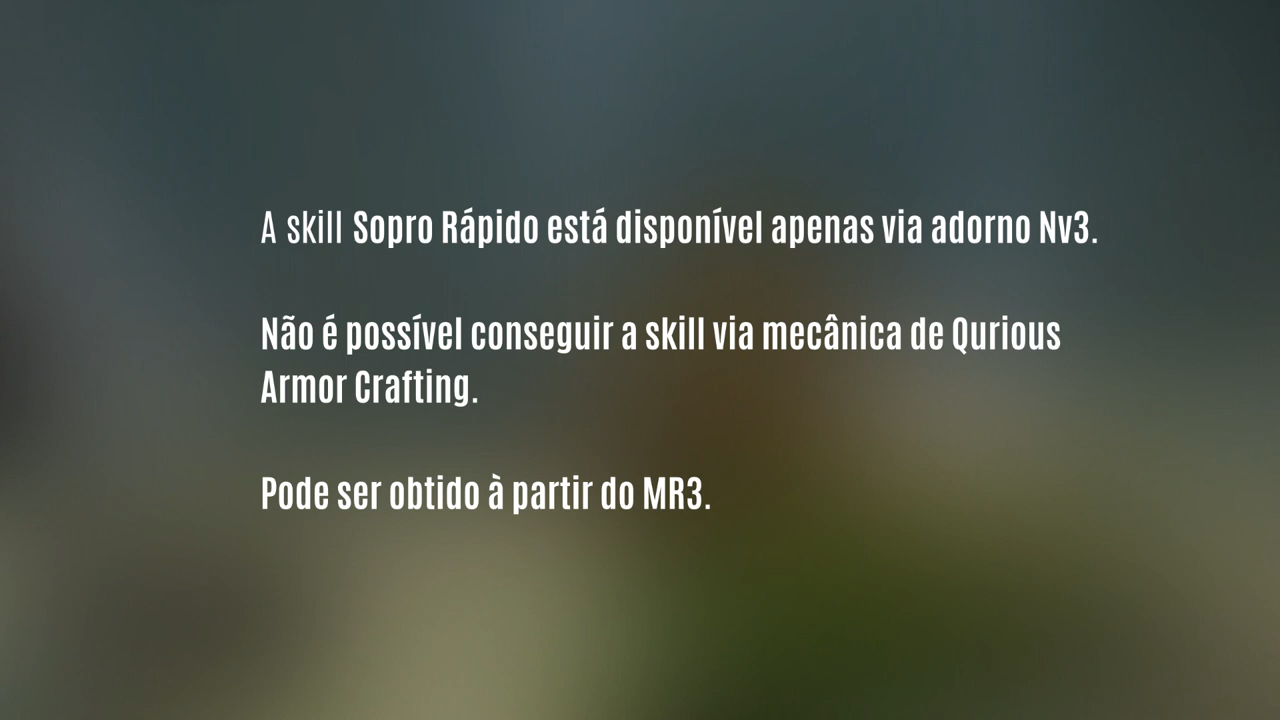 A skill Sopro Rápido está disponível apenas via adorno Nv3.
Não é possível conseguir a skill via mecânica de Qurious
Armor Crafting.
Pode ser obtido à partir do MR3.